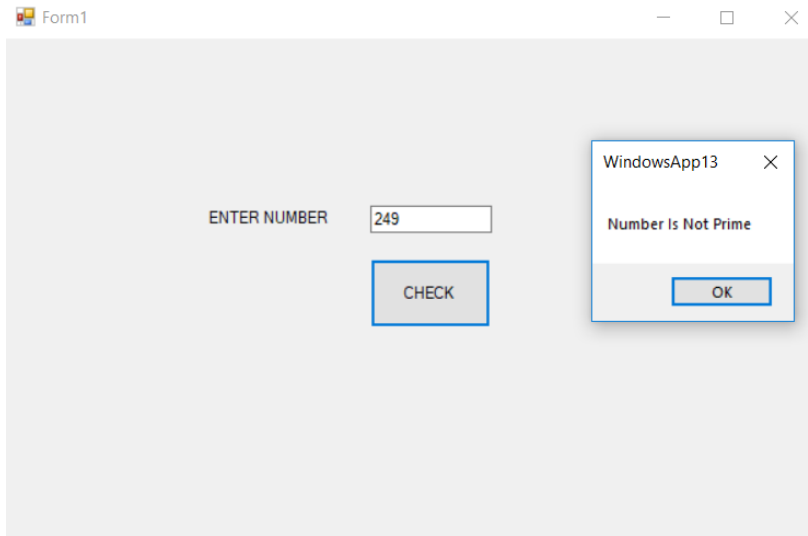 Form1
WindowsApp13
Number Is Not Prime
ENTER NUMBER 249
CHECK
OK